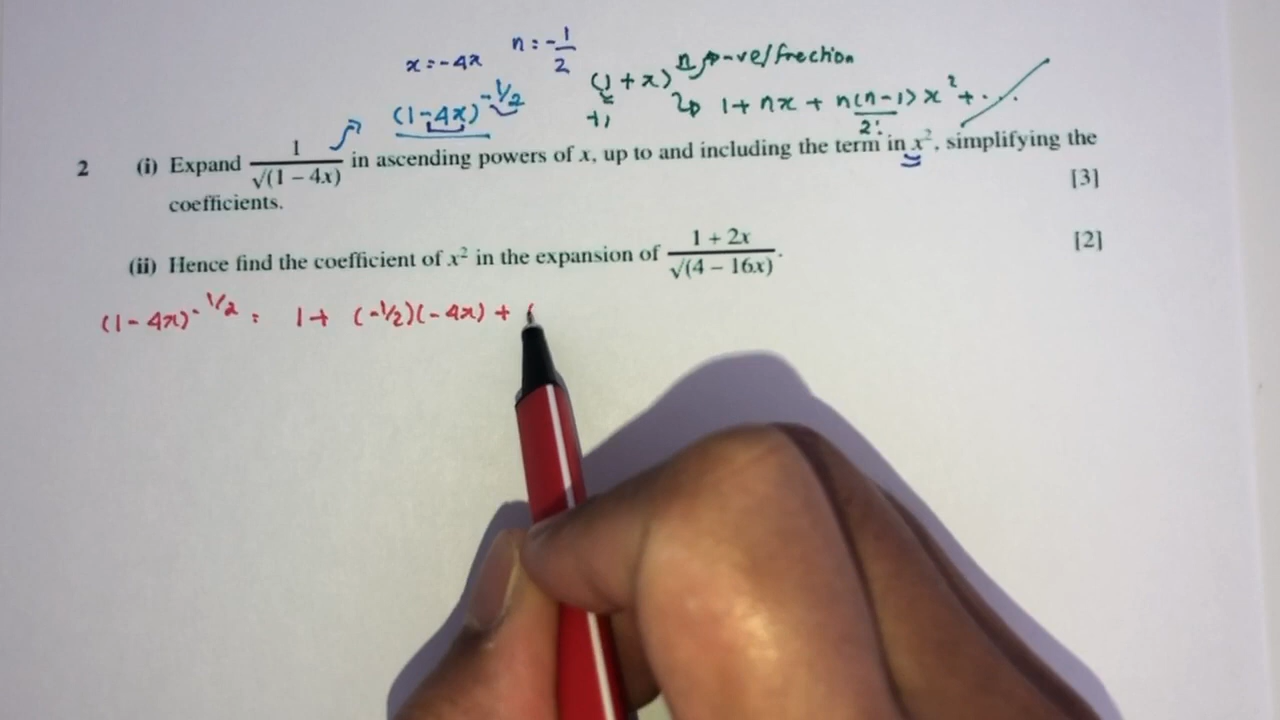 x = -4x n = -1/2
(1-4x)^-1/2 (1 + x)^n → -ve/fraction
+1 ↳ 1 + nx + n(n-1)x²/2! + ...
2 (i) Expand 1/√(1 − 4x) in ascending powers of x, up to and including the term in x², simplifying the
coefficients. [3]
(ii) Hence find the coefficient of x² in the expansion of (1 + 2x)/√(4 − 16x). [2]
(1-4x)^-1/2 = 1+ (-1/2)(-4x) + (